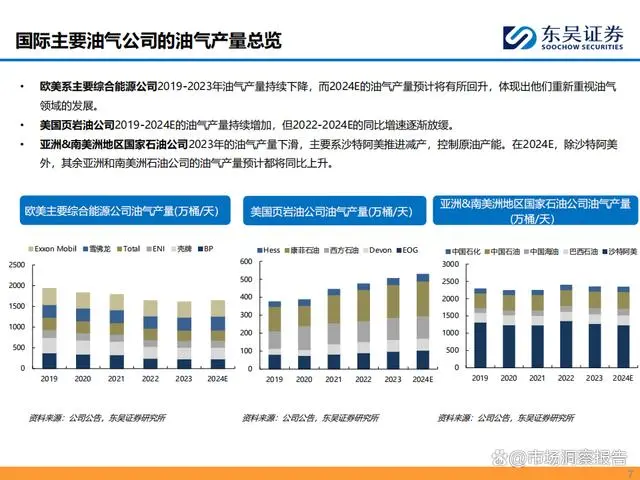 国际主要油气公司的油气产量总览
东吴证券
SOOCHOW SECURITIES
• 欧美系主要综合能源公司2019-2023年油气产量持续下降，而2024E的油气产量预计将有所回升，体现出他们重新重视油气
领域的发展。
• 美国页岩油公司2019-2024E的油气产量持续增加，但2022-2024E的同比增速逐渐放缓。
• 亚洲&南美洲地区国家石油公司2023年的油气产量下滑，主要系沙特阿美推进减产，控制原油产能。在2024E，除沙特阿美
外，其余亚洲和南美洲石油公司的油气产量预计都将同比上升。
欧美主要综合能源公司油气产量(万桶/天)
Exxon Mobil 雪佛龙 Total ENI 壳牌 BP
2500
2000
1500
1000
500
0
2019 2020 2021 2022 2023 2024E
资料来源：公司公告，东吴证券研究所
美国页岩油公司油气产量(万桶/天)
Hess 康菲石油 西方石油 Devon EOG
600
500
400
300
200
100
0
2019 2020 2021 2022 2023 2024E
资料来源：公司公告，东吴证券研究所
亚洲&南美洲地区国家石油公司油气产量
(万桶/天)
中国石化 中国石油 中国海油 巴西石油 沙特阿美
3000
2500
2000
1500
1000
500
0
2019 2020 2021 2022 2023 2024E
资料来源：公司公告，东吴证券研究所
市场洞察报告
7